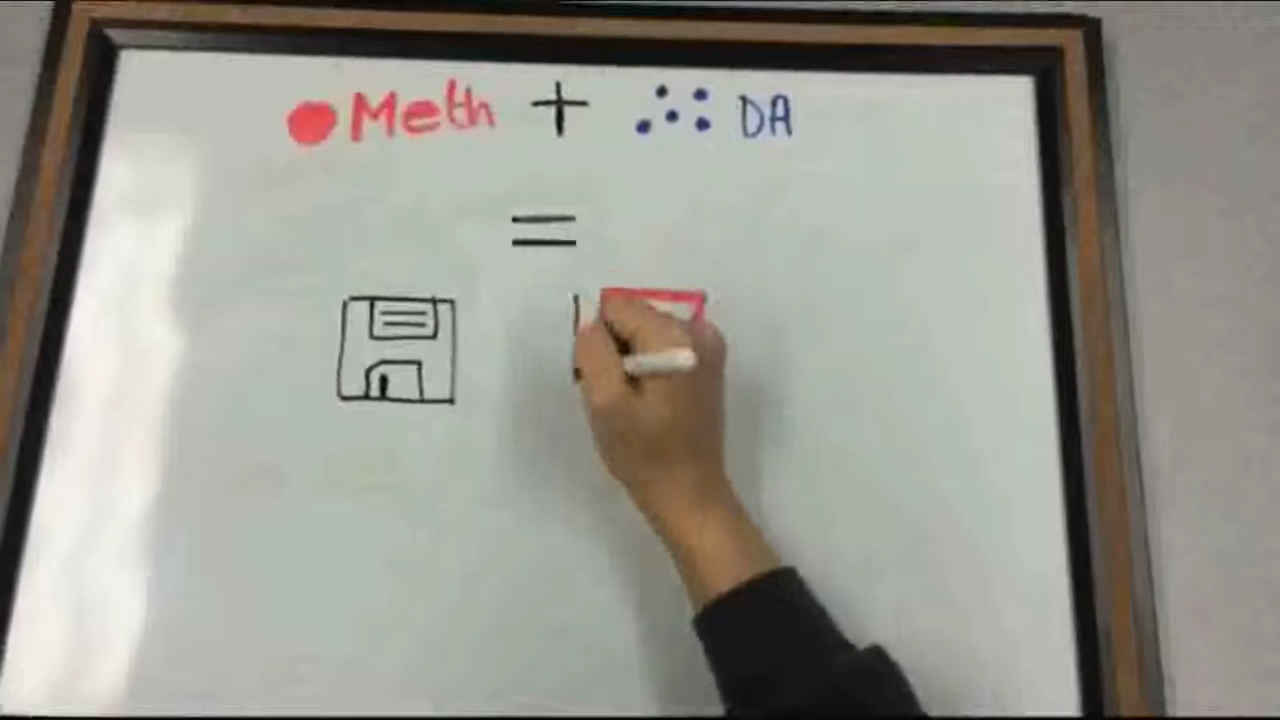 Meth + DA
=